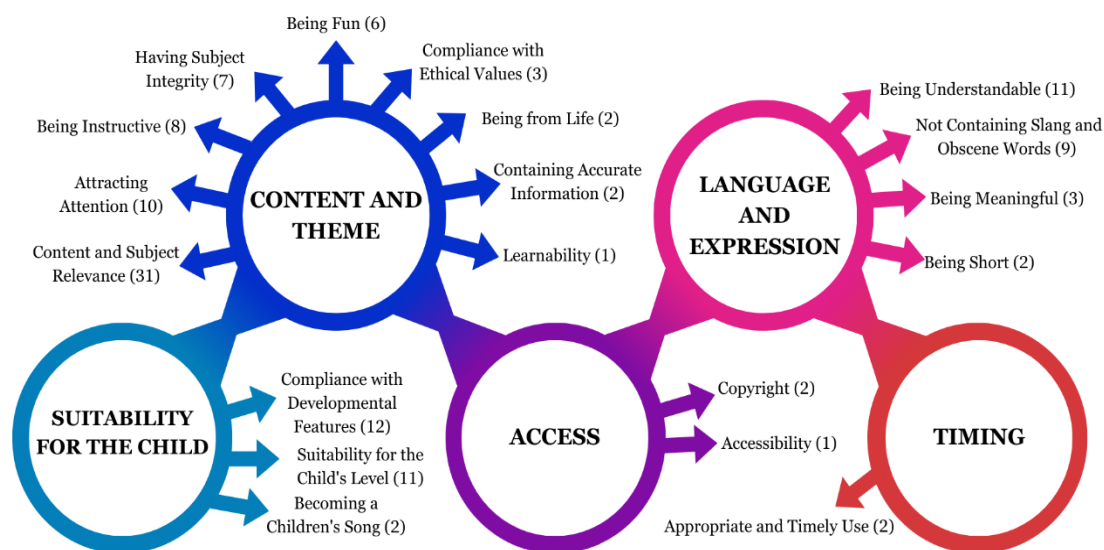 Being Fun (6)
Having Subject
Integrity (7)
Compliance with
Ethical Values (3)
Being Instructive (8)
Being from Life (2)
Attracting
Attention (10)
Containing Accurate
Information (2)
Content and Subject
Relevance (31)
Learnability (1)
CONTENT AND
THEME
Being Understandable (11)
Not Containing Slang and
Obscene Words (9)
Being Meaningful (3)
Being Short (2)
LANGUAGE
AND
EXPRESSION
SUITABILITY
FOR THE CHILD
Compliance with
Developmental
Features (12)
Suitability for the
Child's Level (11)
Becoming a
Children's Song (2)
ACCESS
Copyright (2)
Accessibility (1)
TIMING
Appropriate and Timely Use (2)